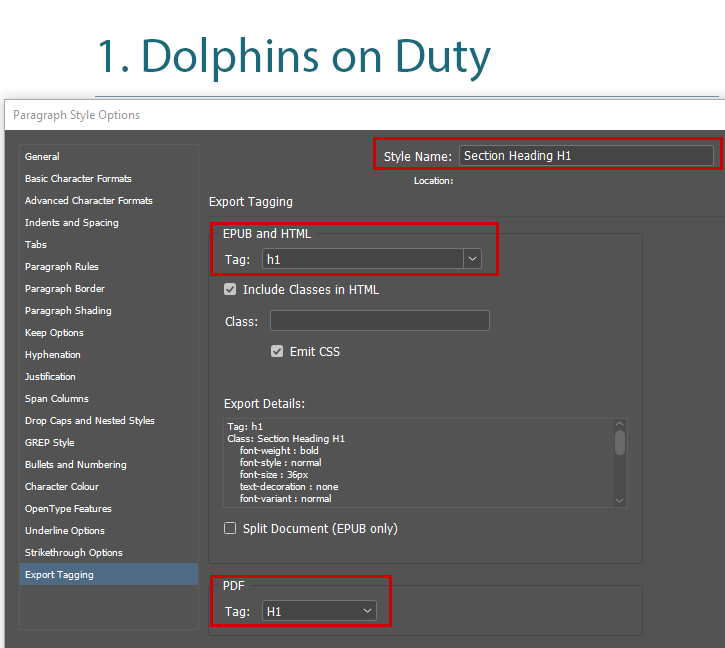 1. Dolphins on Duty
Paragraph Style Options
General
Basic Character Formats
Advanced Character Formats
Indents and Spacing
Tabs
Paragraph Rules
Paragraph Border
Paragraph Shading
Keep Options
Hyphenation
Justification
Span Columns
Drop Caps and Nested Styles
GREP Style
Bullets and Numbering
Character Colour
OpenType Features
Underline Options
Strikethrough Options
Export Tagging
Style Name: Section Heading H1
Location:
Export Tagging
EPUB and HTML
Tag: h1
Include Classes in HTML
Class:
Emit CSS
Export Details:
Tag: h1
Class: Section Heading H1
font-weight : bold
font-style : normal
font-size : 36px
text-decoration : none
font-variant : normal
Split Document (EPUB only)
PDF
Tag: H1